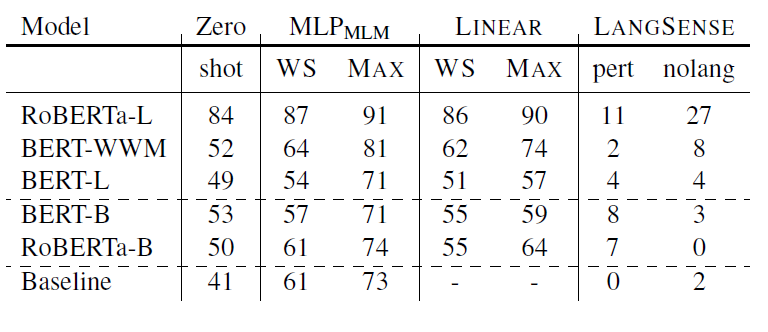 Model Zero MLP_MLM LINEAR LANGSENSE
shot WS MAX WS MAX pert nolang
RoBERTa-L 84 87 91 86 90 11 27
BERT-WWM 52 64 81 62 74 2 8
BERT-L 49 54 71 51 57 4 4
BERT-B 53 57 71 55 59 8 3
RoBERTa-B 50 61 74 55 64 7 0
Baseline 41 61 73 - - 0 2